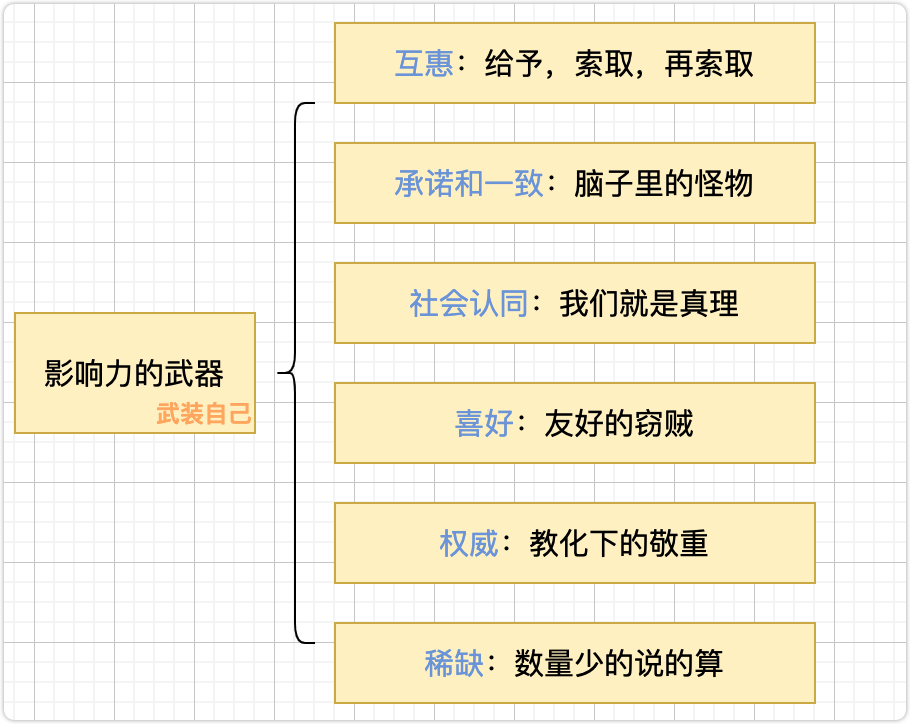 互惠：给予，索取，再索取
承诺和一致：脑子里的怪物
社会认同：我们就是真理
影响力的武器
武装自己
喜好：友好的窃贼
权威：教化下的敬重
稀缺：数量少的说的算